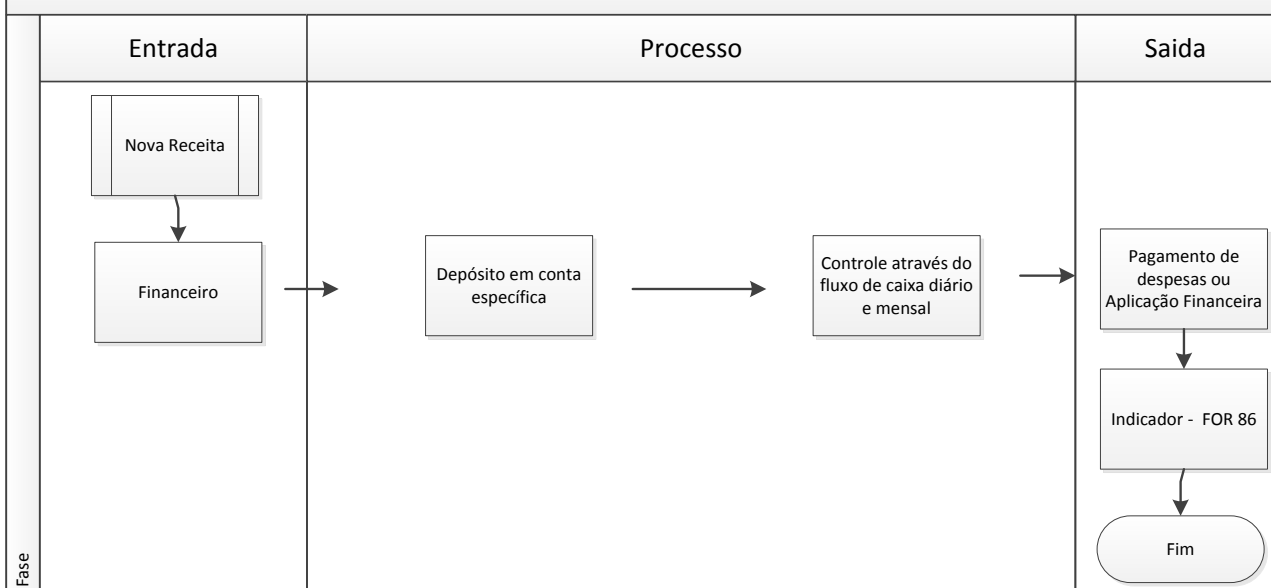 Entrada
Processo
Saida
Nova Receita
Financeiro
Depósito em conta
específica
Controle através do
fluxo de caixa diário
e mensal
Pagamento de
despesas ou
Aplicação Financeira
Indicador - FOR 86
Fim
Fase